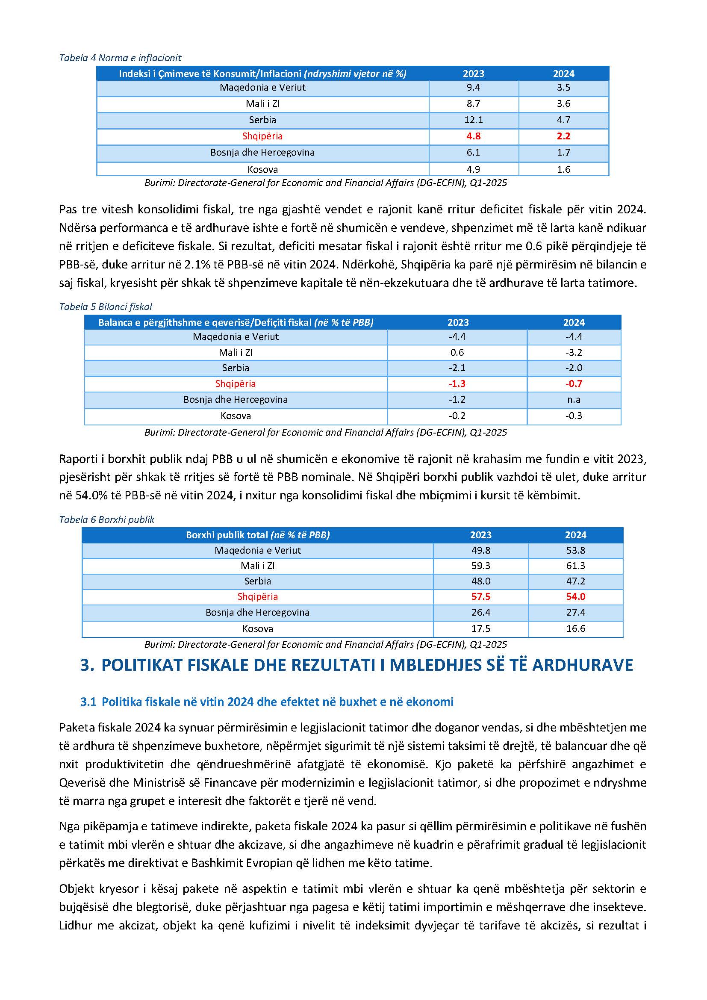 Tabela 4 Norma e inflacionit
Indeksi i Çmimeve të Konsumit/Inflacioni (ndryshimi vjetor në %) 2023 2024
Maqedonia e Veriut 9.4 3.5
Mali i ZI 8.7 3.6
Serbia 12.1 4.7
Shqipëria 4.8 2.2
Bosnja dhe Hercegovina 6.1 1.7
Kosova 4.9 1.6
Burimi: Directorate-General for Economic and Financial Affairs (DG-ECFIN), Q1-2025
Pas tre vitesh konsolidimi fiskal, tre nga gjashtë vendet e rajonit kanë rritur deficitet fiskale për vitin 2024.
Ndërsa performanca e të ardhurave ishte e fortë në shumicën e vendeve, shpenzimet më të larta kanë ndikuar
në rritjen e deficiteve fiskale. Si rezultat, deficiti mesatar fiskal i rajonit është rritur me 0.6 pikë përqindjeje të
PBB-së, duke arritur në 2.1% të PBB-së në vitin 2024. Ndërkohë, Shqipëria ka parë një përmirësim në bilancin e
saj fiskal, kryesisht për shkak të shpenzimeve kapitale të nën-ekzekutuara dhe të ardhurave të larta tatimore.
Tabela 5 Bilanci fiskal
Balanca e përgjithshme e qeverisë/Defiçiti fiskal (në % të PBB) 2023 2024
Maqedonia e Veriut -4.4 -4.4
Mali i ZI 0.6 -3.2
Serbia -2.1 -2.0
Shqipëria -1.3 -0.7
Bosnja dhe Hercegovina -1.2 n.a
Kosova -0.2 -0.3
Burimi: Directorate-General for Economic and Financial Affairs (DG-ECFIN), Q1-2025
Raporti i borxhit publik ndaj PBB u ul në shumicën e ekonomive të rajonit në krahasim me fundin e vitit 2023,
pjesërisht për shkak të rritjes së fortë të PBB nominale. Në Shqipëri borxhi publik vazhdoi të ulet, duke arritur
në 54.0% të PBB-së në vitin 2024, i nxitur nga konsolidimi fiskal dhe mbiçmimi i kursit të këmbimit.
Tabela 6 Borxhi publik
Borxhi publik total (në % të PBB) 2023 2024
Maqedonia e Veriut 49.8 53.8
Mali i ZI 59.3 61.3
Serbia 48.0 47.2
Shqipëria 57.5 54.0
Bosnja dhe Hercegovina 26.4 27.4
Kosova 17.5 16.6
Burimi: Directorate-General for Economic and Financial Affairs (DG-ECFIN), Q1-2025
3. POLITIKAT FISKALE DHE REZULTATI I MBLEDHJES SË TË ARDHURAVE
3.1 Politika fiskale në vitin 2024 dhe efektet në buxhet e në ekonomi
Paketa fiskale 2024 ka synuar përmirësimin e legjislacionit tatimor dhe doganor vendas, si dhe mbështetjen me
të ardhura të shpenzimeve buxhetore, nëpërmjet sigurimit të një sistemi taksimi të drejtë, të balancuar dhe që
nxit produktivitetin dhe qëndrueshmërinë afatgjatë të ekonomisë. Kjo paketë ka përfshirë angazhimet e
Qeverisë dhe Ministrisë së Financave për modernizimin e legjislacionit tatimor, si dhe propozimet e ndryshme
të marra nga grupet e interesit dhe faktorët e tjerë në vend.
Nga pikëpamja e tatimeve indirekte, paketa fiskale 2024 ka pasur si qëllim përmirësimin e politikave në fushën
e tatimit mbi vlerën e shtuar dhe akcizave, si dhe angazhimeve në kuadrin e përafrimit gradual të legjislacionit
përkatës me direktivat e Bashkimit Evropian që lidhen me këto tatime.
Objekt kryesor i kësaj pakete në aspektin e tatimit mbi vlerën e shtuar ka qenë mbështetja për sektorin e
bujqësisë dhe blegtorisë, duke përjashtuar nga pagesa e këtij tatimi importimin e mëshqerrave dhe insekteve.
Lidhur me akcizat, objekt ka qenë kufizimi i nivelit të indeksimit dyvjeçar të tarifave të akcizës, si rezultat i